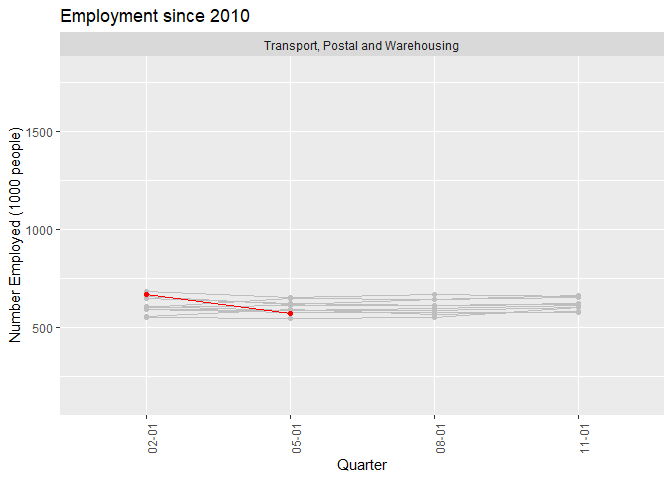 Employment since 2010
Transport, Postal and Warehousing
Number Employed (1000 people)
1500
1000
500
02-01
05-01
08-01
11-01
Quarter